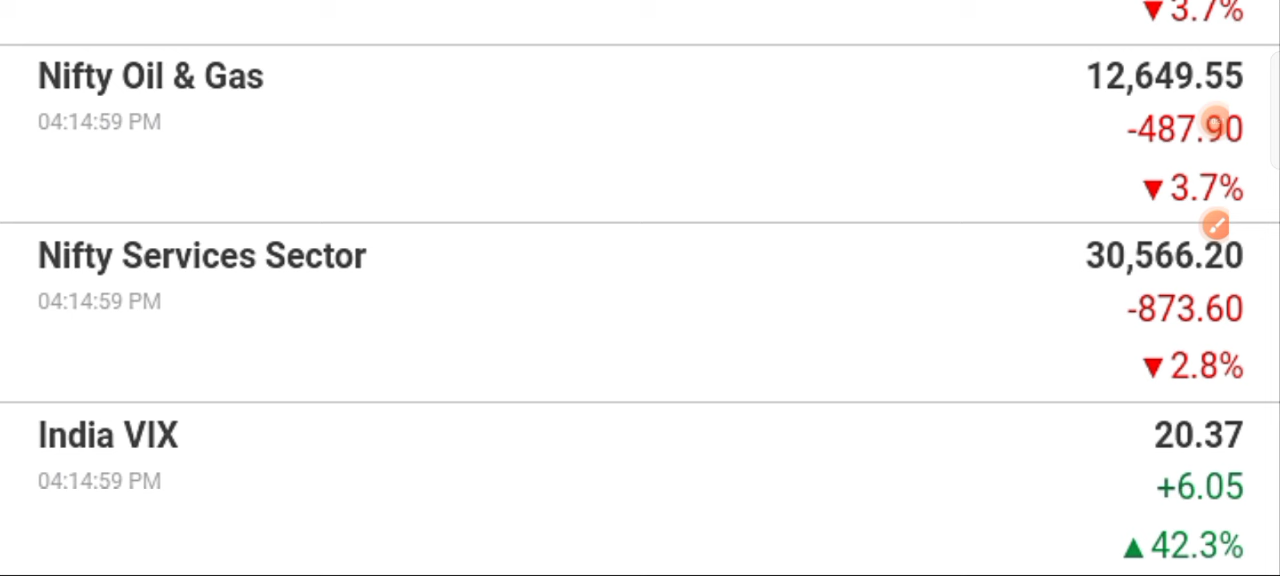 ▼3.7%
Nifty Oil & Gas 12,649.55
04:14:59 PM -487.90
▼3.7%
Nifty Services Sector 30,566.20
04:14:59 PM -873.60
▼2.8%
India VIX 20.37
04:14:59 PM +6.05
▲42.3%